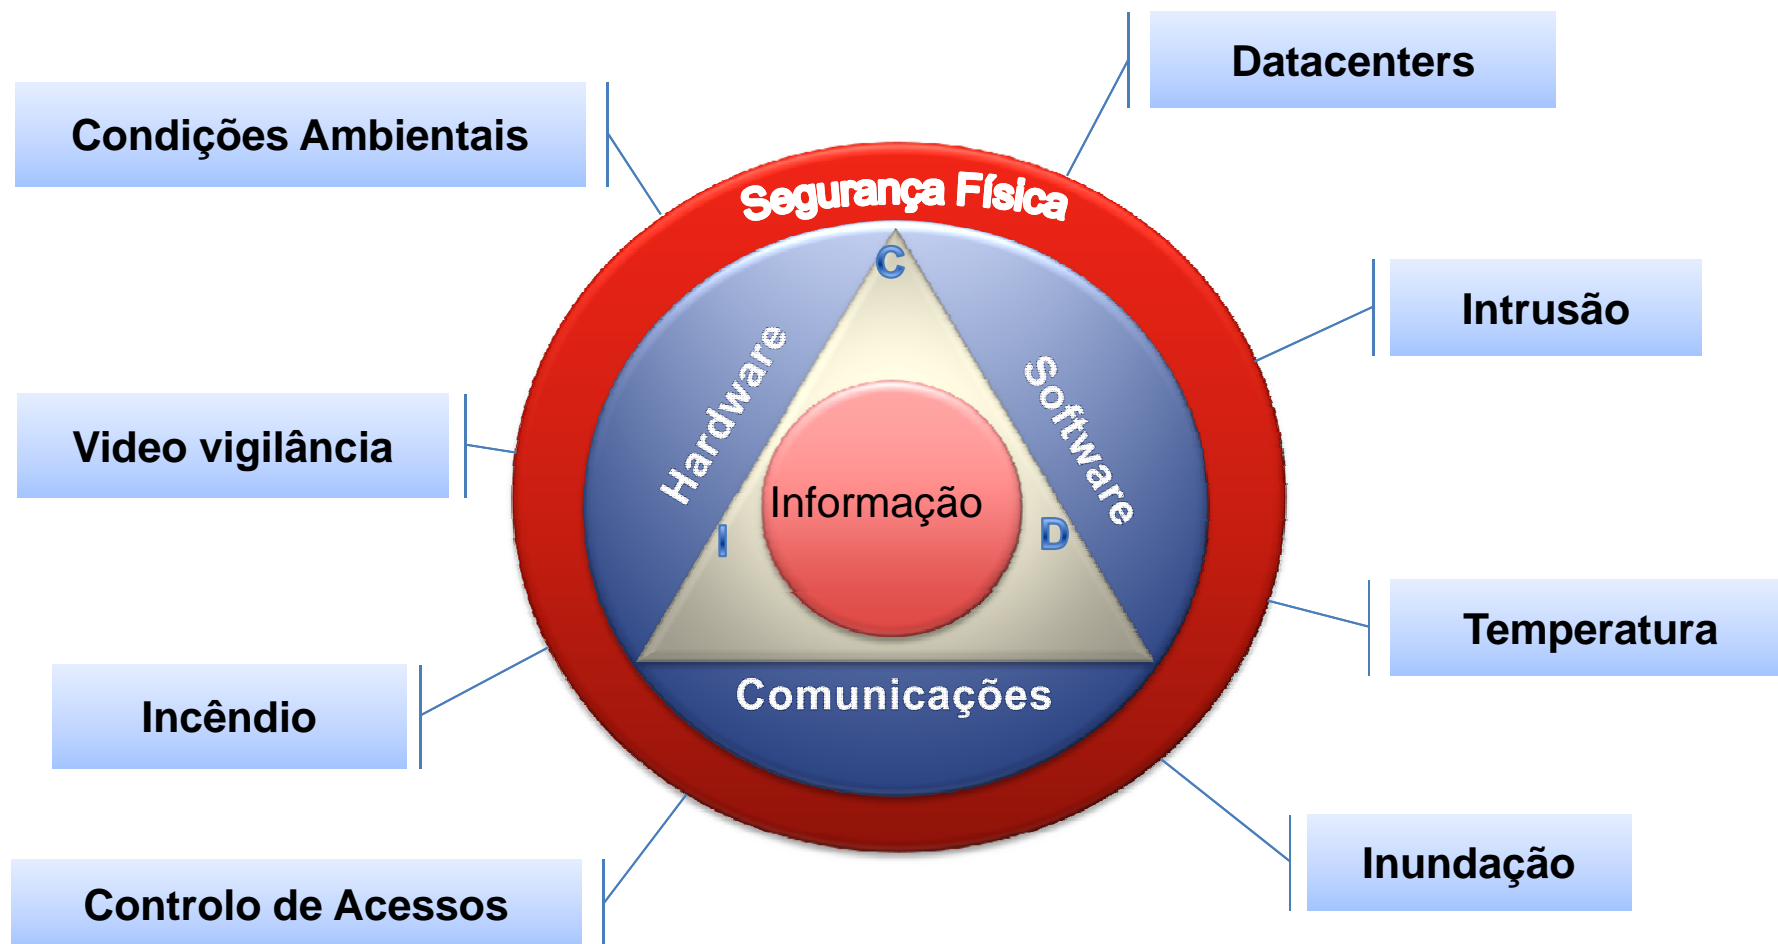 Datacenters
Condições Ambientais
Segurança Física
C
Intrusão
Hardware
Software
Video vigilância
Informação
I
D
Temperatura
Comunicações
Incêndio
Inundação
Controlo de Acessos